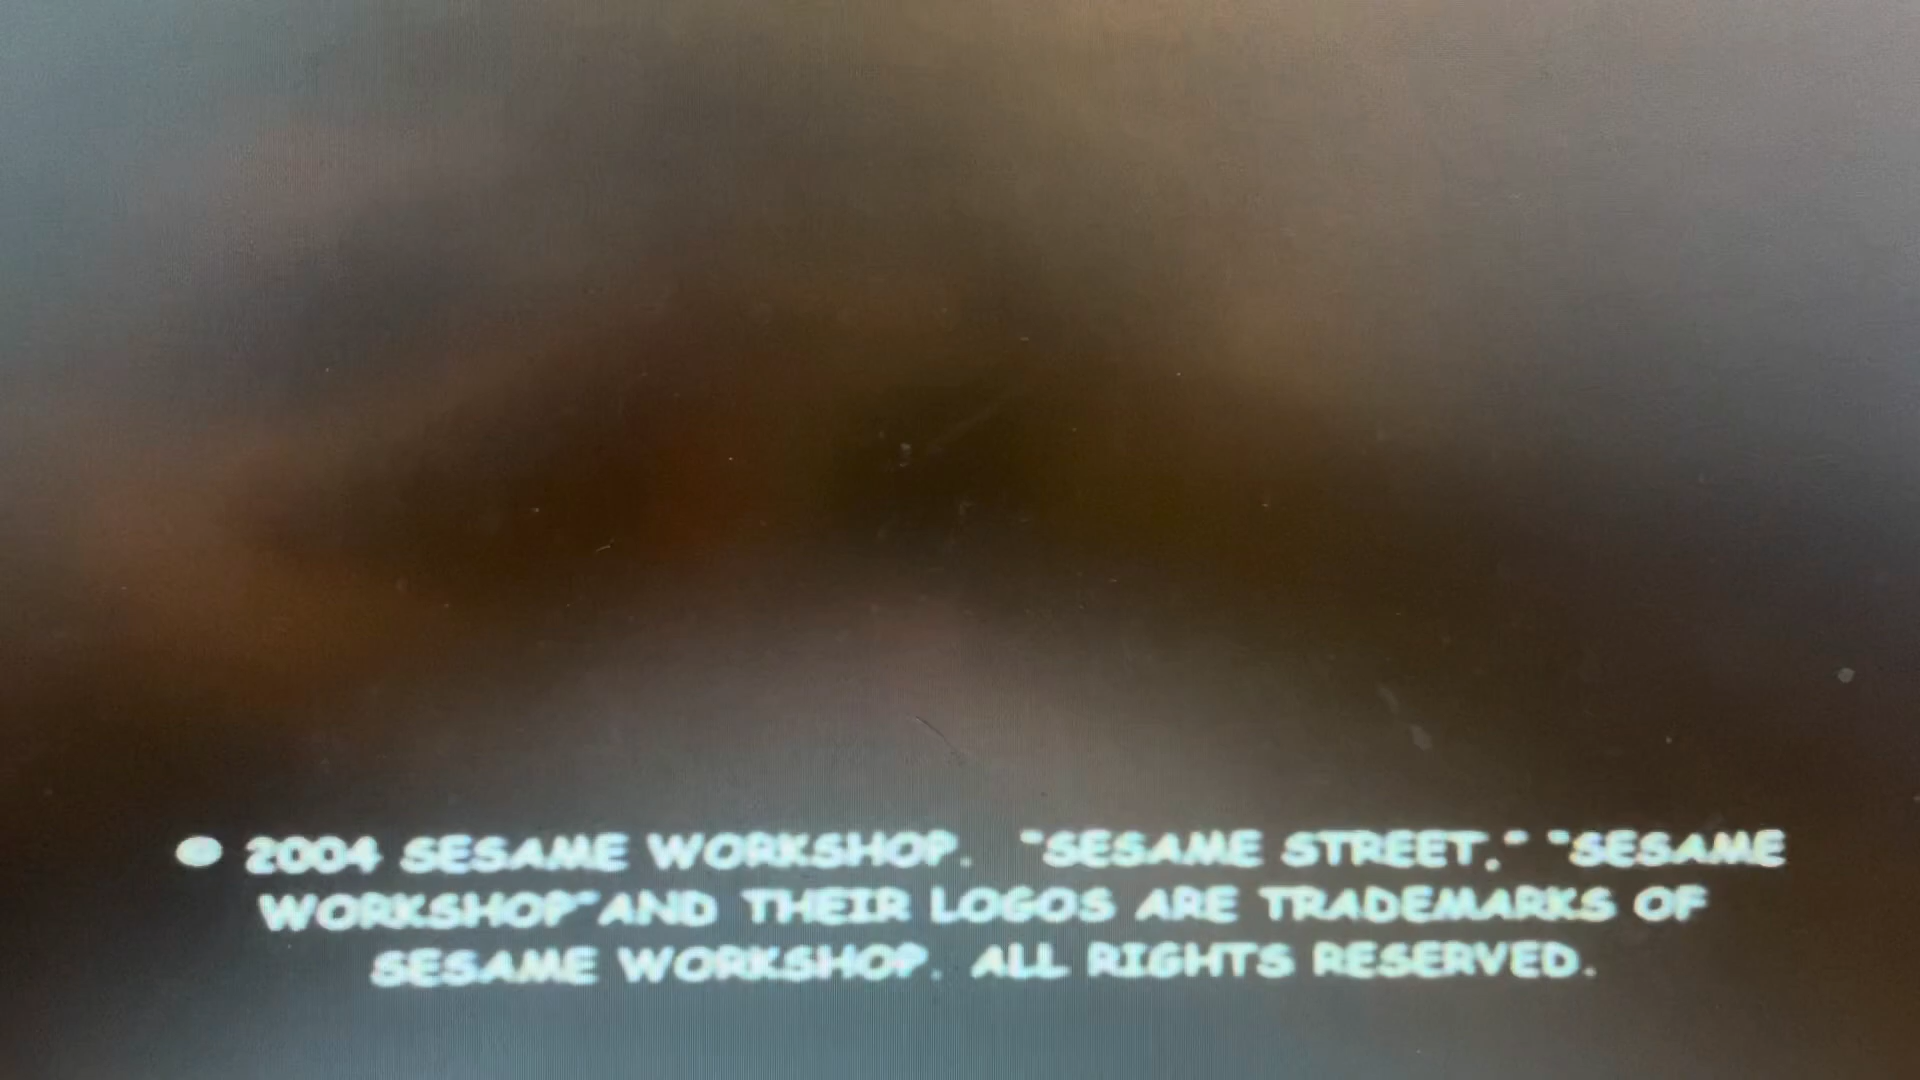 © 2004 SESAME WORKSHOP. "SESAME STREET," "SESAME
WORKSHOP" AND THEIR LOGOS ARE TRADEMARKS OF
SESAME WORKSHOP. ALL RIGHTS RESERVED.